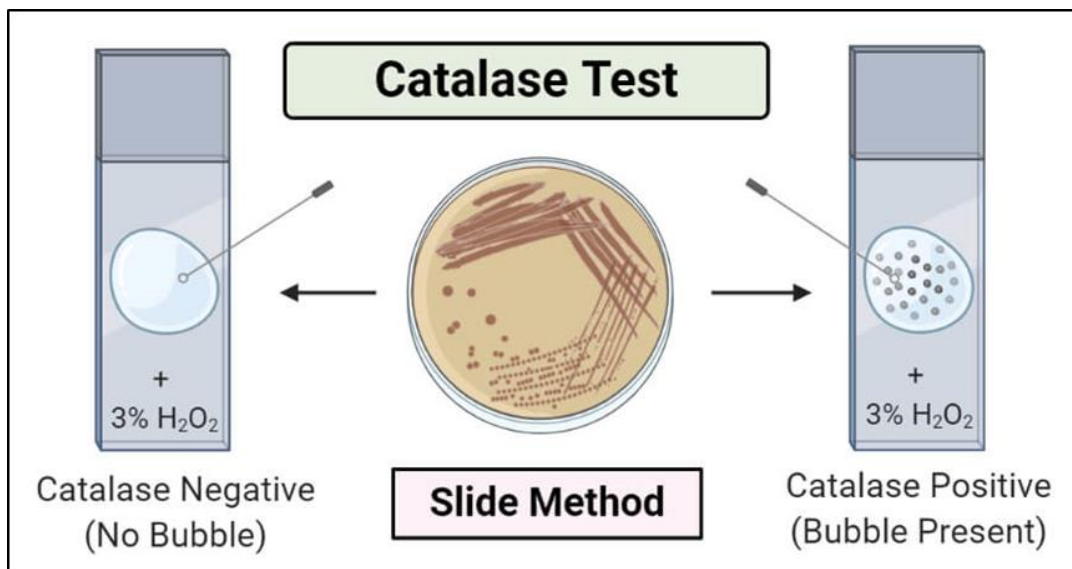 Catalase Test
+
3% H₂O₂
Catalase Negative
(No Bubble)
Slide Method
+
3% H₂O₂
Catalase Positive
(Bubble Present)